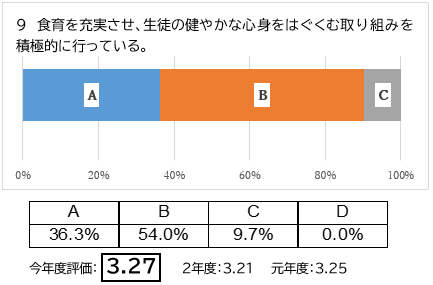 ９　食育を充実させ、生徒の健やかな心身をはぐくむ取り組みを
積極的に行っている。
A B C
0% 20% 40% 60% 80% 100%
A B C D
36.3% 54.0% 9.7% 0.0%
今年度評価： 3.27 2年度：3.21 元年度：3.25